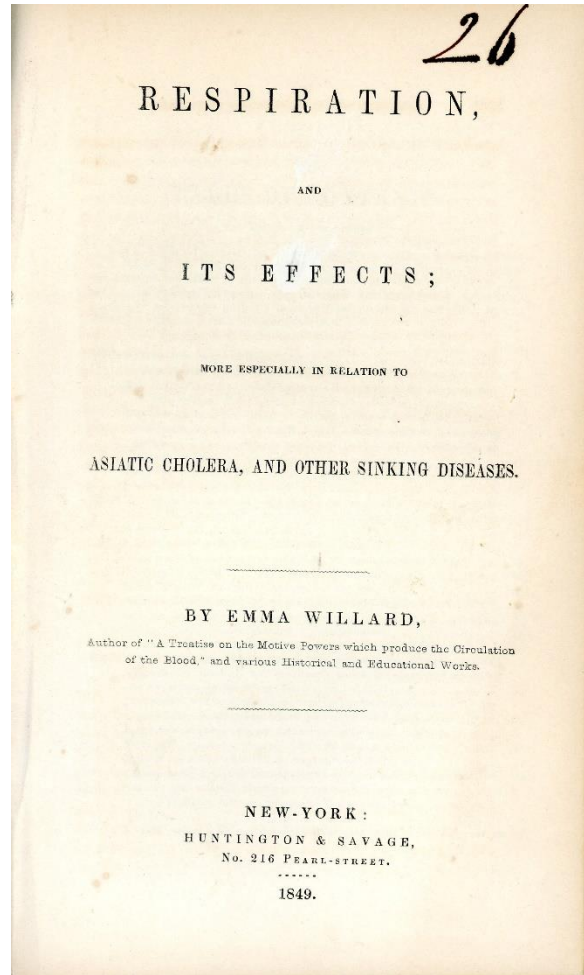 26
RESPIRATION,
AND
ITS EFFECTS;
MORE ESPECIALLY IN RELATION TO
ASIATIC CHOLERA, AND OTHER SINKING DISEASES.
BY EMMA WILLARD,
Author of "A Treatise on the Motive Powers which produce the Circulation
of the Blood," and various Historical and Educational Works.
NEW-YORK:
HUNTINGTON & SAVAGE,
No. 216 PEARL-STREET.
1849.